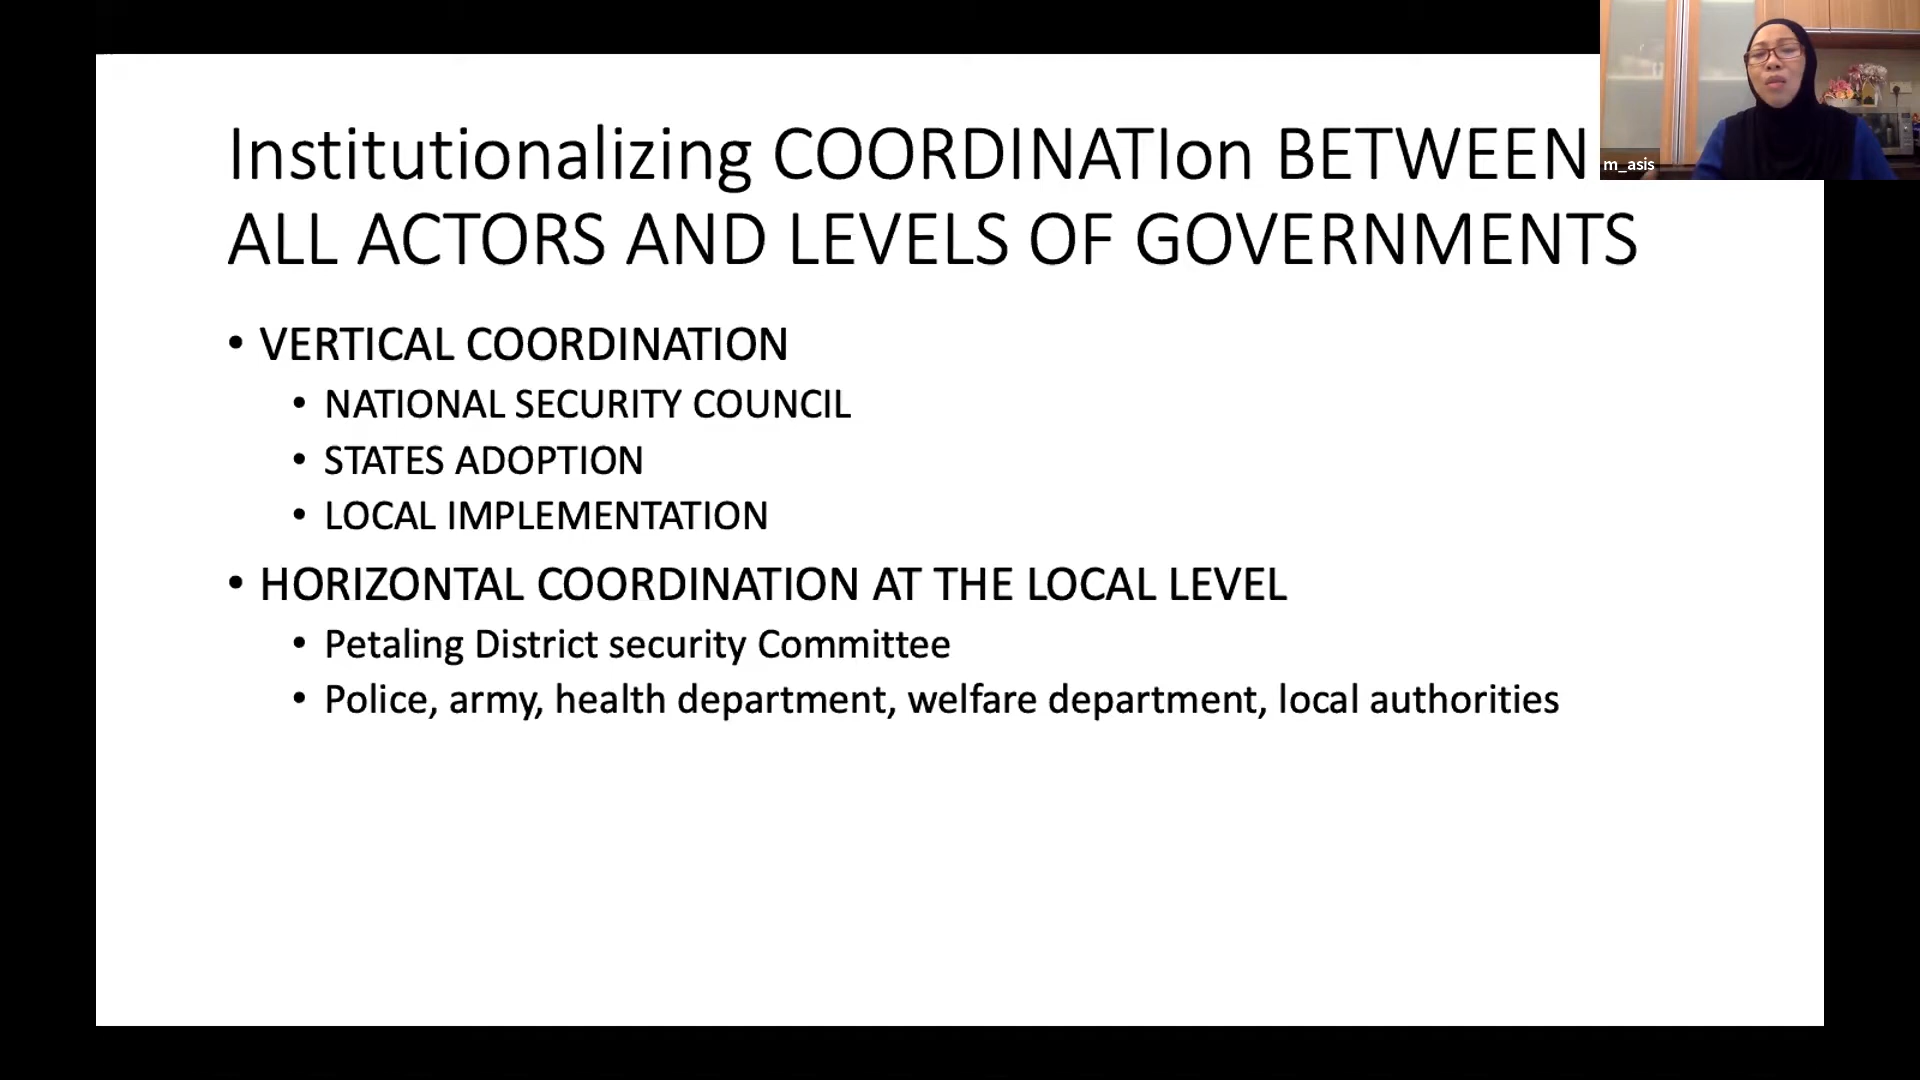 Institutionalizing COORDINATIon BETWEEN
ALL ACTORS AND LEVELS OF GOVERNMENTS
• VERTICAL COORDINATION
• NATIONAL SECURITY COUNCIL
• STATES ADOPTION
• LOCAL IMPLEMENTATION
• HORIZONTAL COORDINATION AT THE LOCAL LEVEL
• Petaling District security Committee
• Police, army, health department, welfare department, local authorities
m_asis